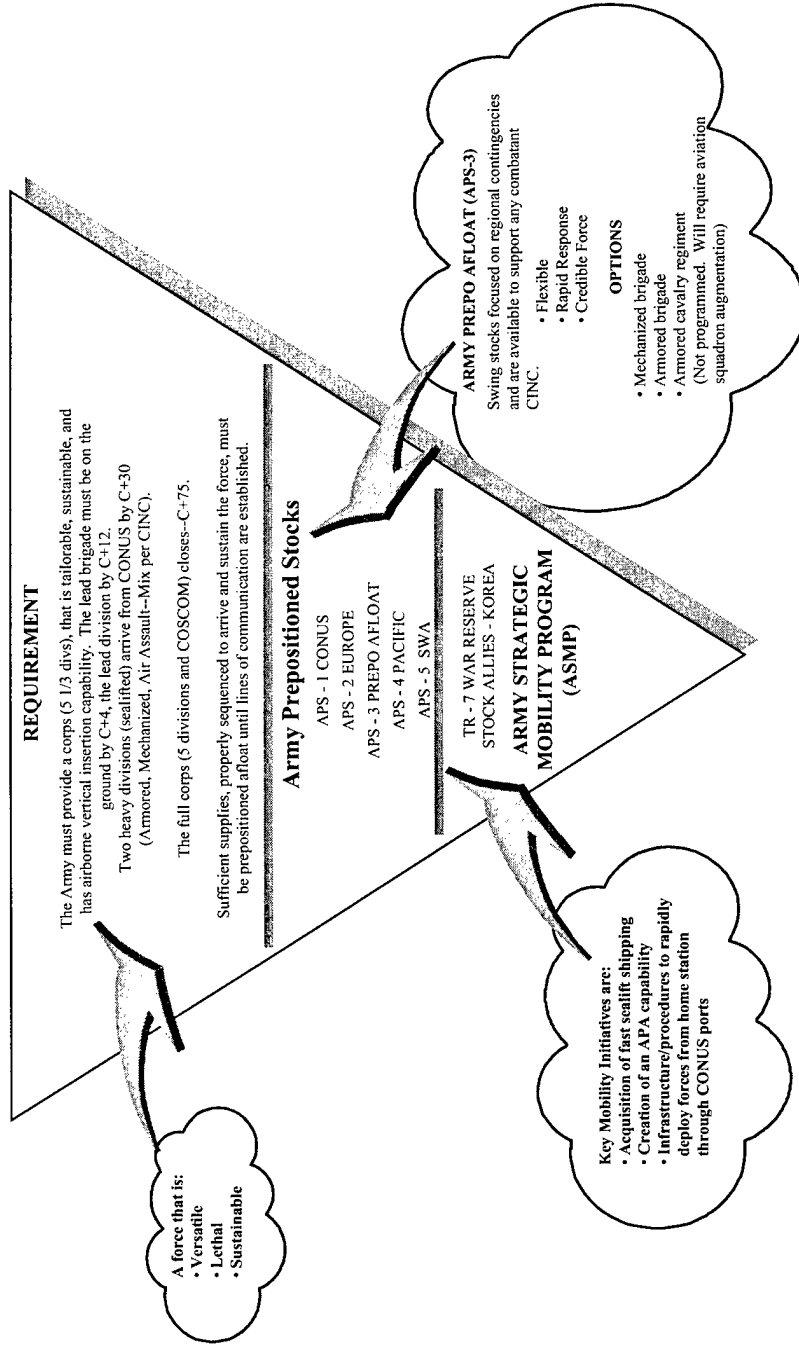 REQUIREMENT
The Army must provide a corps (5 1/3 divs), that is tailorable, sustainable, and
has airborne vertical insertion capability. The lead brigade must be on the
ground by C+4, the lead division by C+12.
Two heavy divisions (sealifted) arrive from CONUS by C+30
(Armored, Mechanized, Air Assault--Mix per CINC).
The full corps (5 divisions and COSCOM) closes--C+75.
Sufficient supplies, properly sequenced to arrive and sustain the force, must
be prepositioned afloat until lines of communication are established.
Army Prepositioned Stocks
APS - 1 CONUS
APS - 2 EUROPE
APS - 3 PREPO AFLOAT
APS - 4 PACIFIC
APS - 5 SWA
TR - 7 WAR RESERVE
STOCK ALLIES - KOREA
ARMY STRATEGIC
MOBILITY PROGRAM
(ASMP)
A force that is:
• Versatile
• Lethal
• Sustainable
Key Mobility Initiatives are:
• Acquisition of fast sealift shipping
• Creation of an APA capability
• Infrastructure/procedures to rapidly
deploy forces from home station
through CONUS ports
ARMY PREPO AFLOAT (APS-3)
Swing stocks focused on regional contingencies
and are available to support any combatant
CINC.
• Flexible
• Rapid Response
• Credible Force
OPTIONS
• Mechanized brigade
• Armored brigade
• Armored cavalry regiment
(Not programmed. Will require aviation
squadron augmentation)